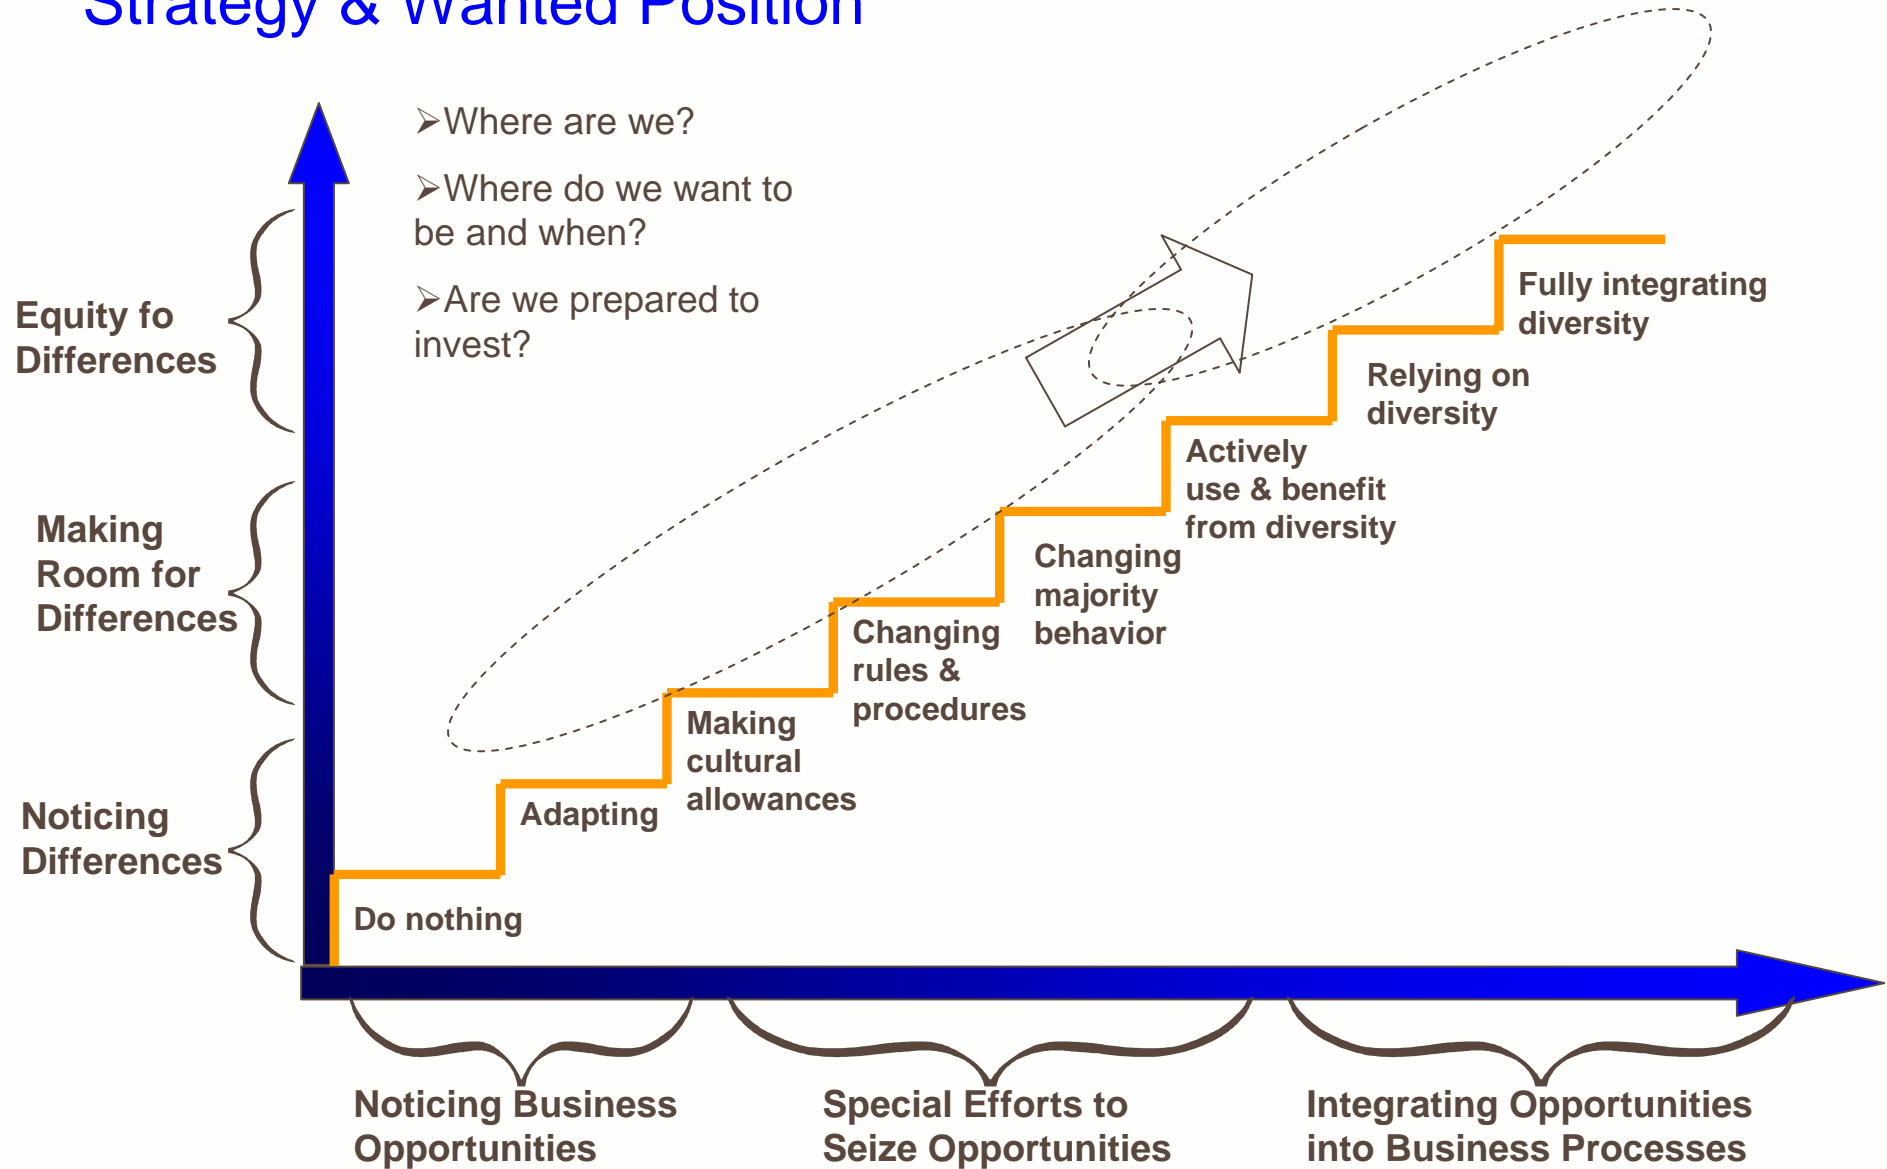 Strategy & Wanted Position
➢Where are we?
➢Where do we want to
be and when?
➢Are we prepared to
invest?
Equity fo
Differences
Making
Room for
Differences
Noticing
Differences
Fully integrating
diversity
Relying on
diversity
Actively
use & benefit
from diversity
Changing
majority
behavior
Changing
rules &
procedures
Making
cultural
allowances
Adapting
Do nothing
Noticing Business
Opportunities
Special Efforts to
Seize Opportunities
Integrating Opportunities
into Business Processes